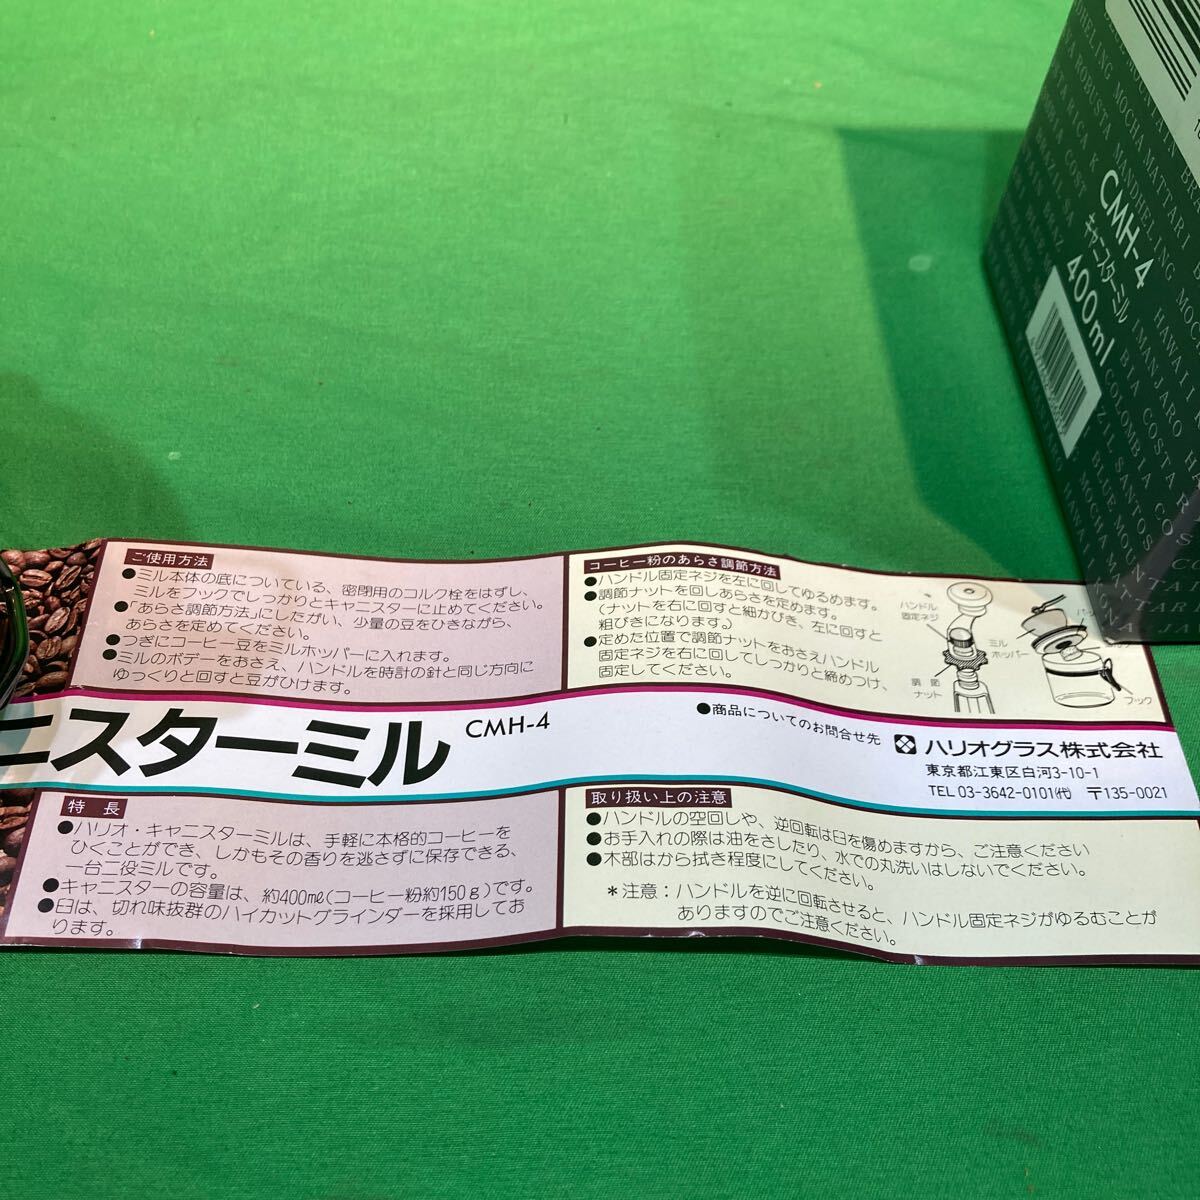 ご使用方法
●ミル本体の底についている、密閉用のコルク栓をはずし、
ミルをフックでしっかりとキャニスターに止めてください。
●「あらさ調節方法」にしたがい、少量の豆をひきながら、
あらさを定めてください。
●つぎにコーヒー豆をミルホッパーに入れます。
●ミルのボデーをおさえ、ハンドルを時計の針と同じ方向に
ゆっくりと回すと豆がひけます。
コーヒー粉のあらさ調節方法
●ハンドル固定ネジを左に回してゆるめます。
●調節ナットを回しあらさを定めます。
(ナットを右に回すと細かびき、左に回すと
粗びきになります。)
●定めた位置で調節ナットをおさえハンドル
固定ネジを右に回してしっかりと締めつけ、
固定してください。
ハンドル
固定ネジ
ミル
ホッパー
調節
ナット
フック
ニスターミル CMH-4
●商品についてのお問合せ先
ハリオグラス株式会社
東京都江東区白河3-10-1
TEL 03-3642-0101㈹ 〒135-0021
特長
●ハリオ・キャニスターミルは、手軽に本格的コーヒーを
ひくことができ、しかもその香りを逃さずに保存できる、
一台二役ミルです。
●キャニスターの容量は、約400mℓ(コーヒー粉約150g)です。
●臼は、切れ味抜群のハイカットグラインダーを採用してお
ります。
取り扱い上の注意
●ハンドルの空回しや、逆回転は臼を傷めますから、ご注意ください
●お手入れの際は油をさしたり、水での丸洗いはしないでください。
●木部はから拭き程度にしてください。
*注意：ハンドルを逆に回転させると、ハンドル固定ネジがゆるむことが
ありますのでご注意ください。
CMH-4
キャニスターミル
400ml